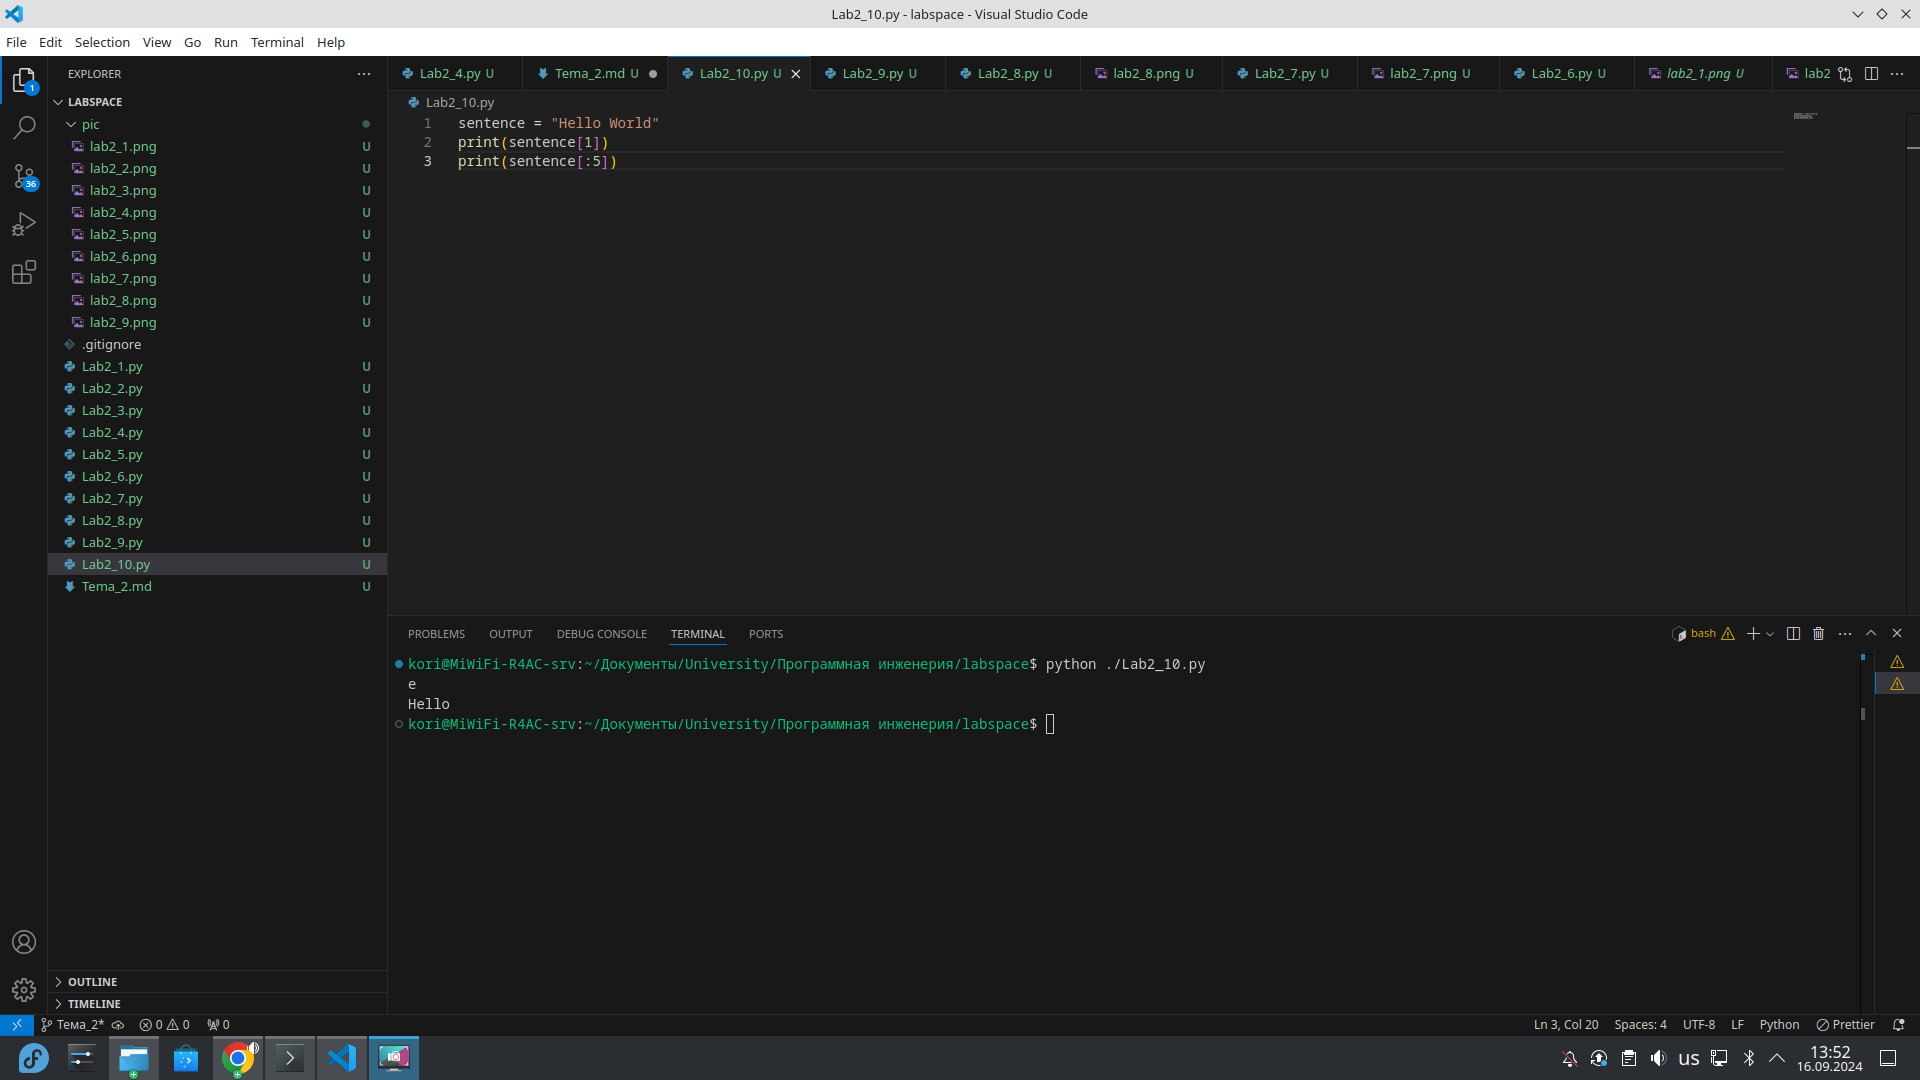 Lab2_10.py - labspace - Visual Studio Code
File Edit Selection View Go Run Terminal Help
EXPLORER
Lab2_4.py U Tema_2.md U Lab2_10.py U Lab2_9.py U Lab2_8.py U lab2_8.png U Lab2_7.py U lab2_7.png U Lab2_6.py U lab2_1.png U lab2
1
LABSPACE
Lab2_10.py
pic
1 sentence = "Hello World"
2 print(sentence[1])
3 print(sentence[:5])
lab2_1.png U
lab2_2.png U
lab2_3.png U
36
lab2_4.png U
lab2_5.png U
lab2_6.png U
lab2_7.png U
lab2_8.png U
lab2_9.png U
.gitignore
Lab2_1.py U
Lab2_2.py U
Lab2_3.py U
Lab2_4.py U
Lab2_5.py U
Lab2_6.py U
Lab2_7.py U
Lab2_8.py U
Lab2_9.py U
Lab2_10.py U
Tema_2.md U
PROBLEMS OUTPUT DEBUG CONSOLE TERMINAL PORTS
bash
kori@MiWiFi-R4AC-srv:~/Документы/University/Программная инженерия/labspace$ python ./Lab2_10.py
e
Hello
kori@MiWiFi-R4AC-srv:~/Документы/University/Программная инженерия/labspace$
OUTLINE
TIMELINE
Тема_2* 0 0 0
Ln 3, Col 20 Spaces: 4 UTF-8 LF Python Prettier
us
13:52
16.09.2024